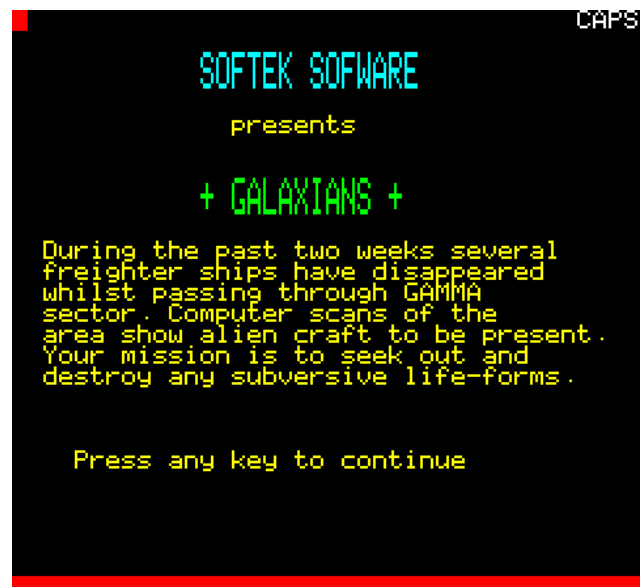 CAPS
SOFTEK SOFWARE
presents
+ GALAXIANS +
During the past two weeks several
freighter ships have disappeared
whilst passing through GAMMA
sector. Computer scans of the
area show alien craft to be present.
Your mission is to seek out and
destroy any subversive life-forms.
Press any key to continue